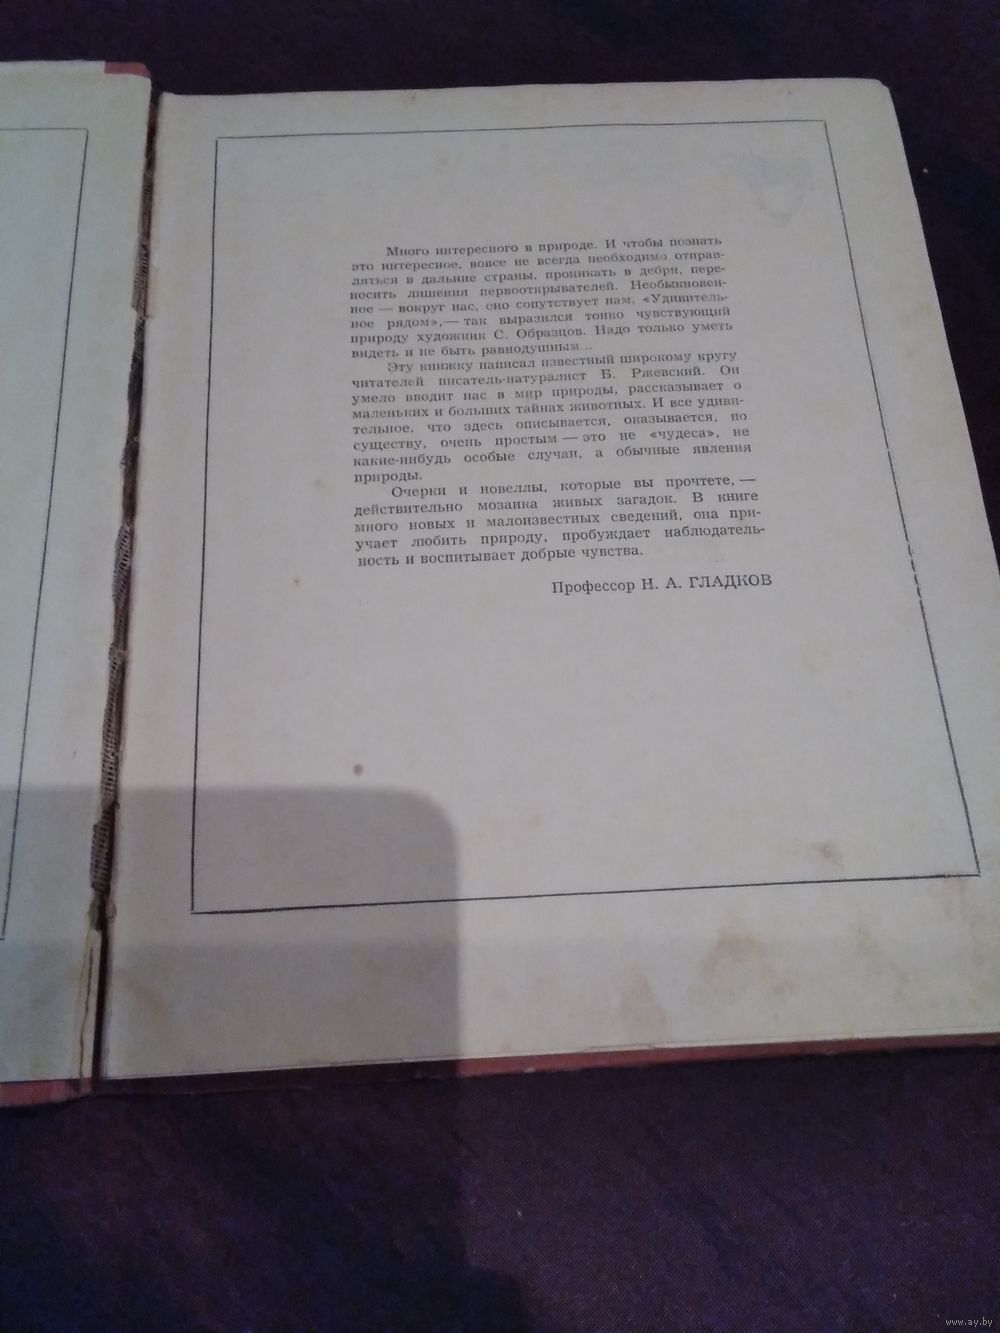 Много интересного в природе. И чтобы познать
это интересное, вовсе не всегда необходимо отправ-
ляться в дальние страны, проникать в дебри, пере-
носить лишения первооткрывателей. Необыкновен-
ное — вокруг нас, оно сопутствует нам. «Удивитель-
ное рядом»,— так выразился тонко чувствующий
природу художник С. Образцов. Надо только уметь
видеть и не быть равнодушным...
Эту книжку написал известный широкому кругу
читателей писатель-натуралист Б. Ржевский. Он
умело вводит нас в мир природы, рассказывает о
маленьких и больших тайнах животных. И все удиви-
тельное, что здесь описывается, оказывается, по
существу, очень простым — это не «чудеса», не
какие-нибудь особые случаи, а обычные явления
природы.
Очерки и новеллы, которые вы прочтете, —
действительно мозаика живых загадок. В книге
много новых и малоизвестных сведений, она при-
учает любить природу, пробуждает наблюдатель-
ность и воспитывает добрые чувства.
Профессор Н. А. ГЛАДКОВ
www.ay.by